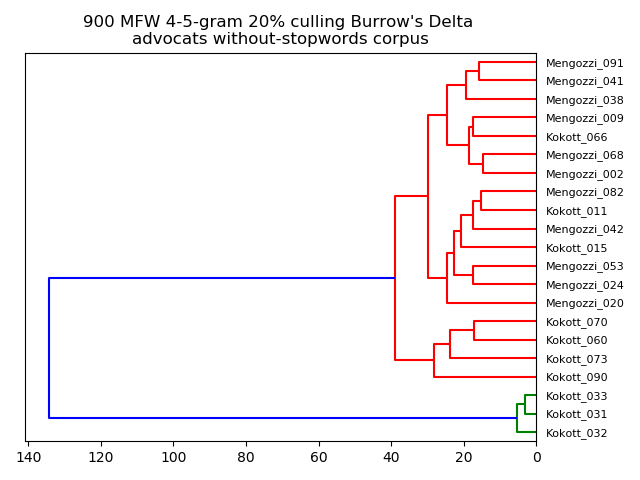 900 MFW 4-5-gram 20% culling Burrow's Delta
advocats without-stopwords corpus
Mengozzi_091
Mengozzi_041
Mengozzi_038
Mengozzi_009
Kokott_066
Mengozzi_068
Mengozzi_002
Mengozzi_082
Kokott_011
Mengozzi_042
Kokott_015
Mengozzi_053
Mengozzi_024
Mengozzi_020
Kokott_070
Kokott_060
Kokott_073
Kokott_090
Kokott_033
Kokott_031
Kokott_032
140 120 100 80 60 40 20 0